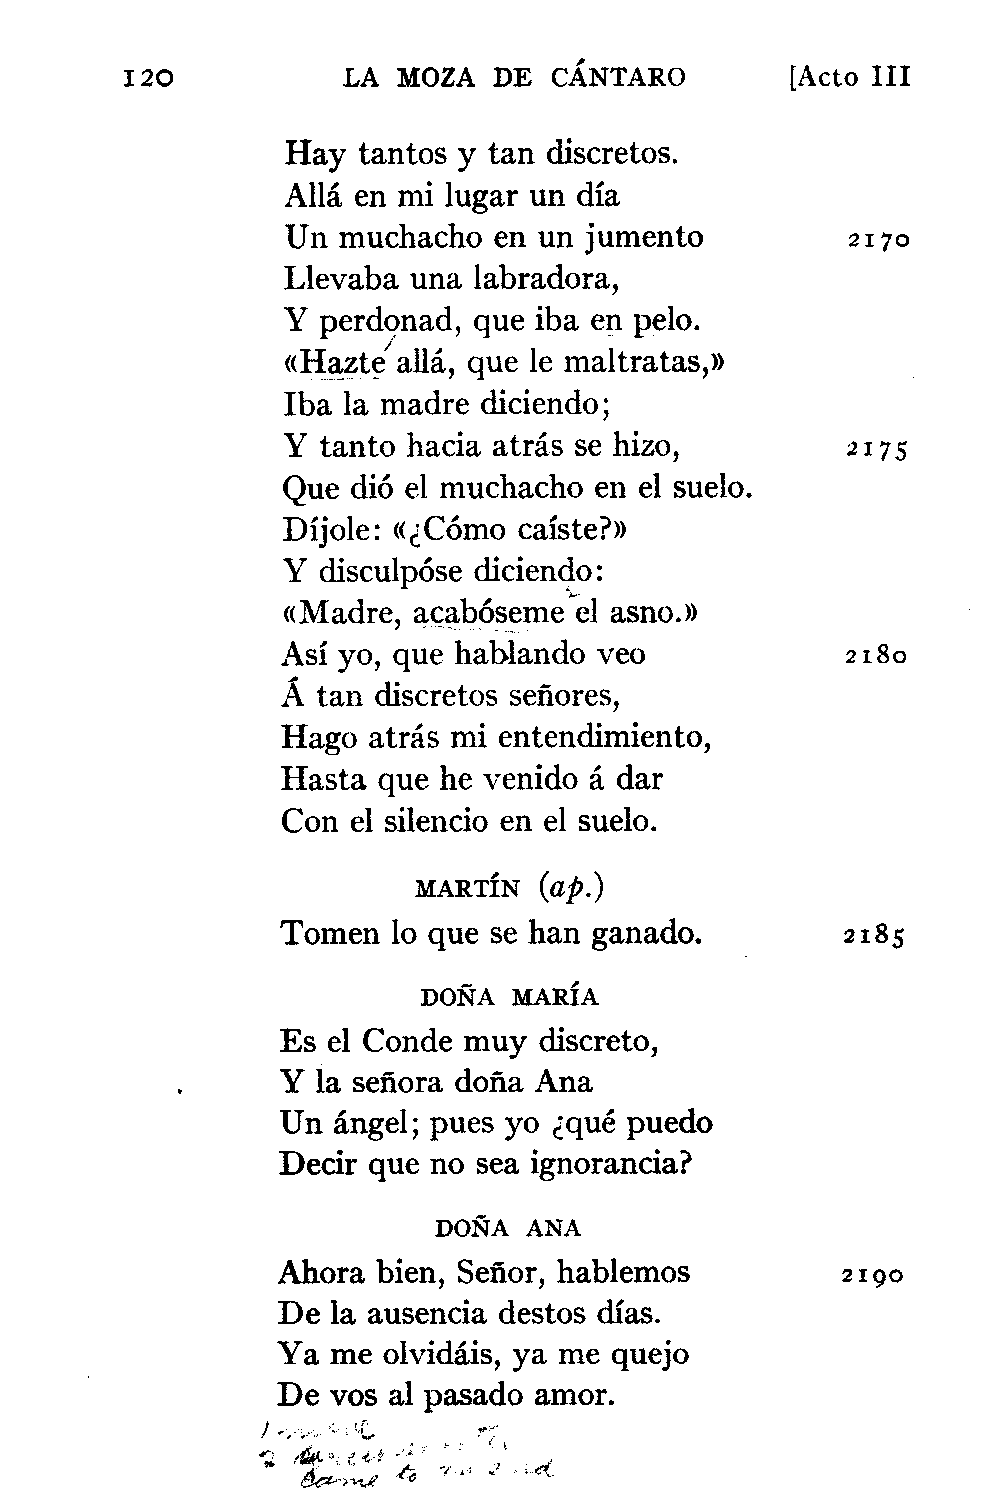 120 LA MOZA DE CÁNTARO [Acto III
Hay tantos y tan discretos.
Allá en mi lugar un día
Un muchacho en un jumento 2170
Llevaba una labradora,
Y perdonad, que iba en pelo.
«Hazte allá, que le maltratas,»
Iba la madre diciendo;
Y tanto hacia atrás se hizo, 2175
Que dió el muchacho en el suelo.
Díjole: «¿Cómo caíste?»
Y disculpóse diciendo:
«Madre, acabóseme el asno.»
Así yo, que hablando veo 2180
Á tan discretos señores,
Hago atrás mi entendimiento,
Hasta que he venido á dar
Con el silencio en el suelo.
MARTÍN (ap.)
Tomen lo que se han ganado. 2185
DOÑA MARÍA
Es el Conde muy discreto,
Y la señora doña Ana
Un ángel; pues yo ¿qué puedo
Decir que no sea ignorancia?
DOÑA ANA
Ahora bien, Señor, hablemos 2190
De la ausencia destos días.
Ya me olvidáis, ya me quejo
De vos al pasado amor.
1
2
came to